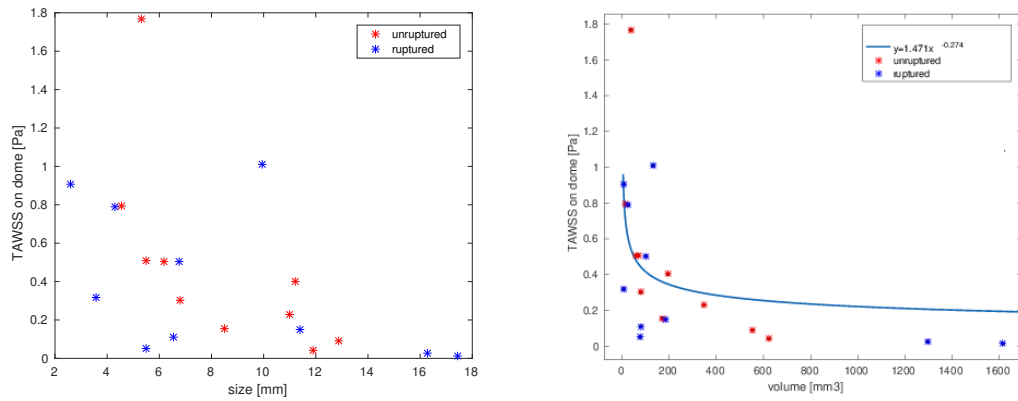 1.8
1.6
1.4
1.2
1
0.8
0.6
0.4
0.2
0
TAWSS on dome [Pa]
unruptured
ruptured
2 4 6 8 10 12 14 16 18
size [mm]
1.8
1.6
1.4
1.2
1
0.8
0.6
0.4
0.2
0
TAWSS on dome [Pa]
y=1.471x -0.274
unruptured
ruptured
0 200 400 600 800 1000 1200 1400 1600
volume [mm3]